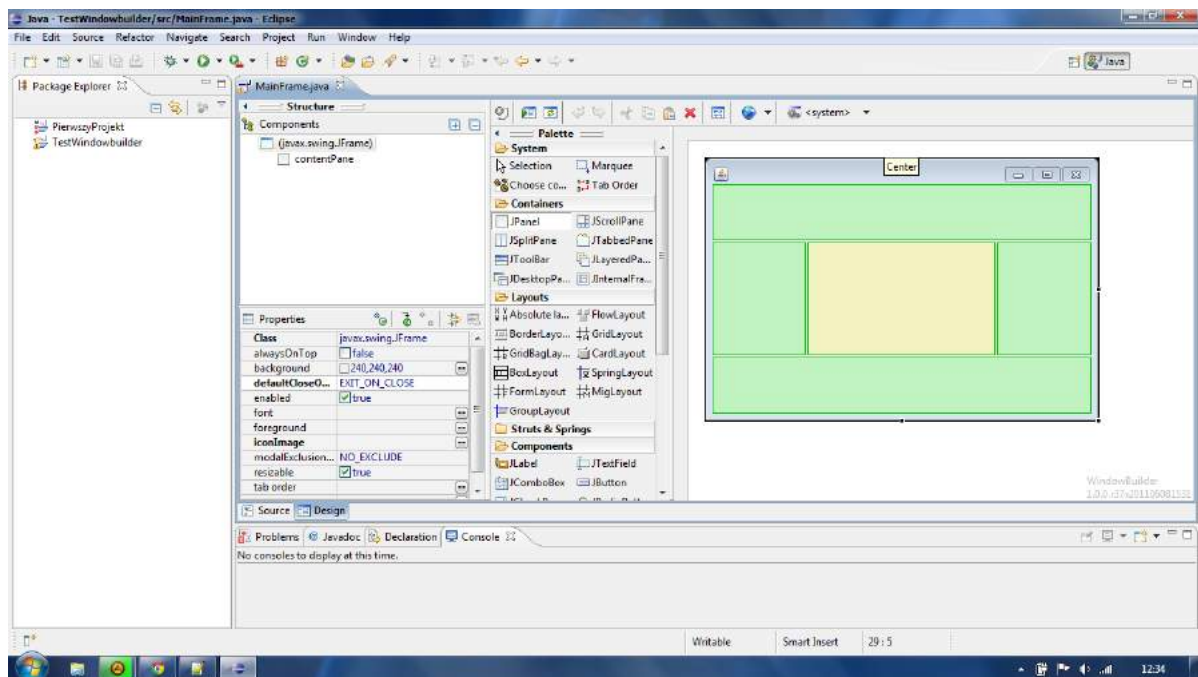 Java - TestWindowbuilder/src/MainFrame.java - Eclipse
File Edit Source Refactor Navigate Search Project Run Window Help
Java
Package Explorer
PierwszyProjekt
TestWindowbuilder
MainFrame.java
Structure
Components
(javax.swing.JFrame)
contentPane
Properties
Class javax.swing.JFrame
alwaysOnTop false
background 240,240,240
defaultCloseO... EXIT_ON_CLOSE
enabled true
font
foreground
iconImage
modalExclusion... NO_EXCLUDE
resizable true
tab order
<system>
Palette
System
Selection Marquee
Choose co... Tab Order
Containers
JPanel JScrollPane
JSplitPane JTabbedPane
JToolBar JLayeredPa...
JDesktopPa... JInternalFra...
Layouts
Absolute la... FlowLayout
BorderLayo... GridLayout
GridBagLay... CardLayout
BoxLayout SpringLayout
FormLayout MigLayout
GroupLayout
Struts & Springs
Components
JLabel JTextField
JComboBox JButton
Center
WindowBuilder
Source Design
Problems Javadoc Declaration Console
No consoles to display at this time.
Writable Smart Insert 29 : 5
12:34